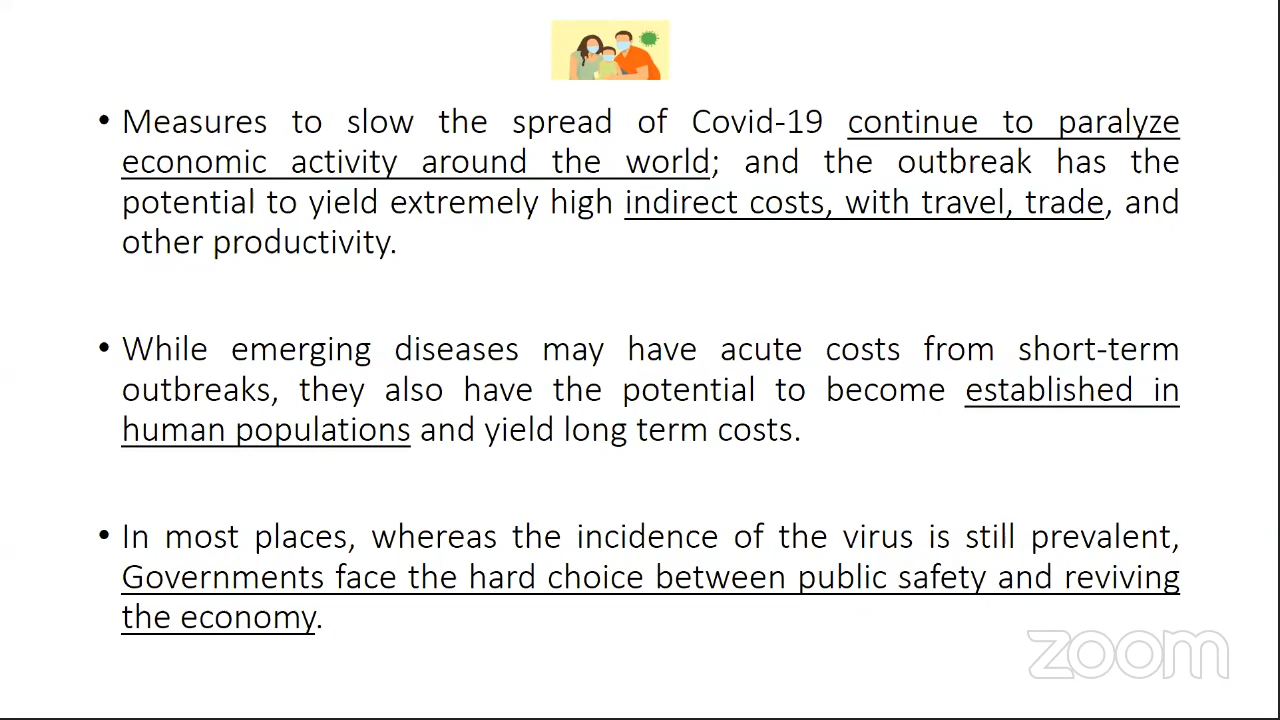 • Measures to slow the spread of Covid-19 continue to paralyze
economic activity around the world; and the outbreak has the
potential to yield extremely high indirect costs, with travel, trade, and
other productivity.
• While emerging diseases may have acute costs from short-term
outbreaks, they also have the potential to become established in
human populations and yield long term costs.
• In most places, whereas the incidence of the virus is still prevalent,
Governments face the hard choice between public safety and reviving
the economy.
zoom